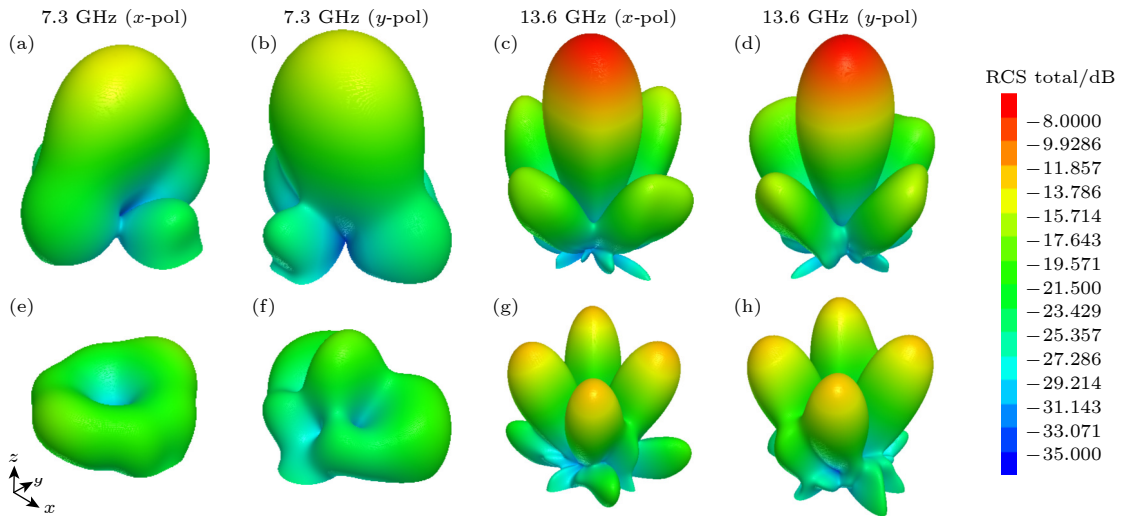 7.3 GHz (x-pol) 7.3 GHz (y-pol) 13.6 GHz (x-pol) 13.6 GHz (y-pol)
(a) (b) (c) (d)
RCS total/dB
−8.0000
−9.9286
−11.857
−13.786
−15.714
−17.643
−19.571
−21.500
−23.429
−25.357
−27.286
−29.214
−31.143
−33.071
−35.000
(e) (f) (g) (h)
z
y
x